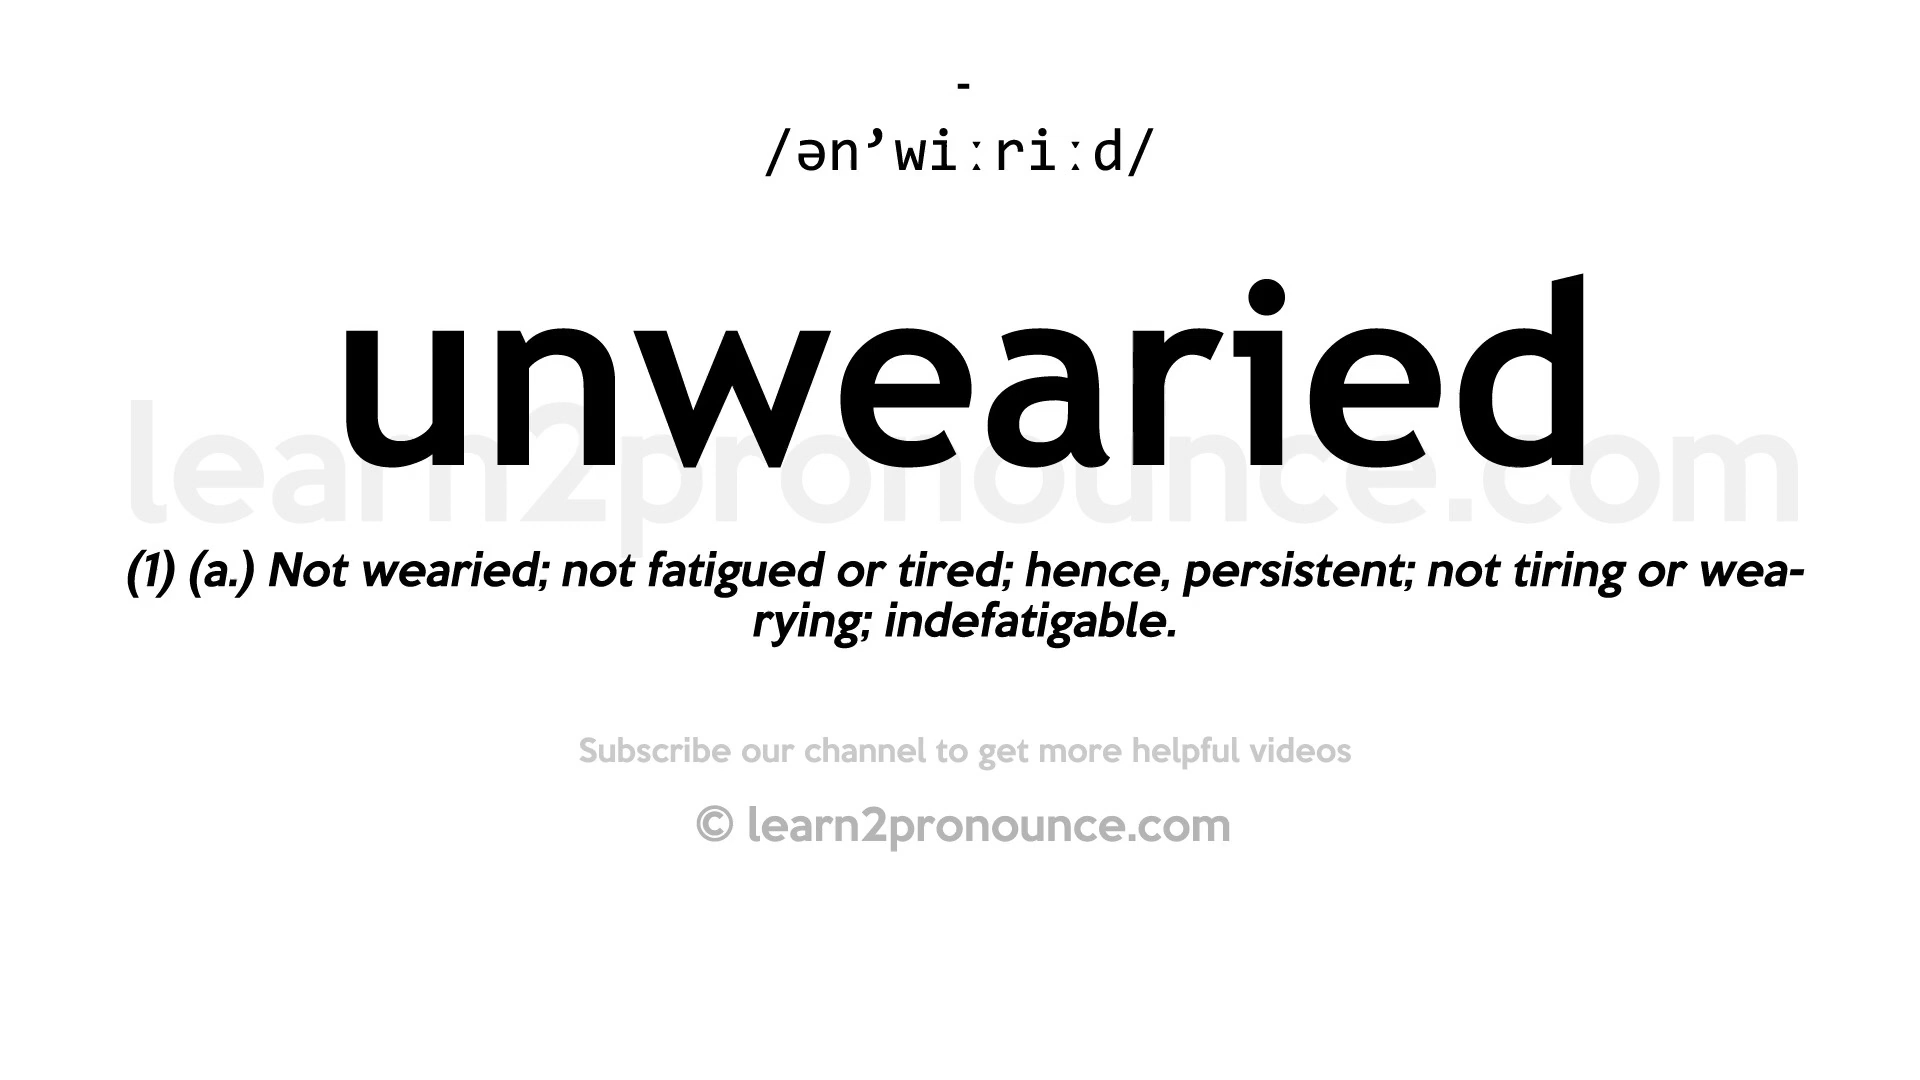 -
/ən’wiːriːd/
unwearied
learn2pronounce.com
(1) (a.) Not wearied; not fatigued or tired; hence, persistent; not tiring or wea-
rying; indefatigable.
Subscribe our channel to get more helpful videos
© learn2pronounce.com